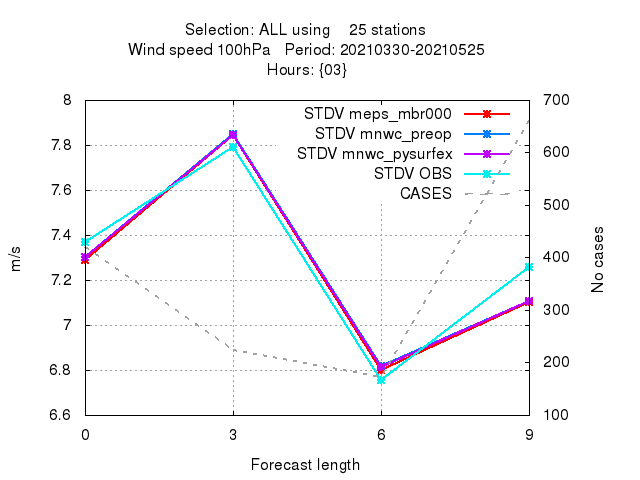 Selection: ALL using    25 stations
Wind speed 100hPa   Period: 20210330-20210525
Hours: {03}
8
7.8
7.6
7.4
7.2
7
6.8
6.6
m/s
STDV meps_mbr000
STDV mnwc_preop
STDV mnwc_pysurfex
STDV OBS
CASES
700
600
500
400
300
200
100
No cases
0
3
6
9
Forecast length